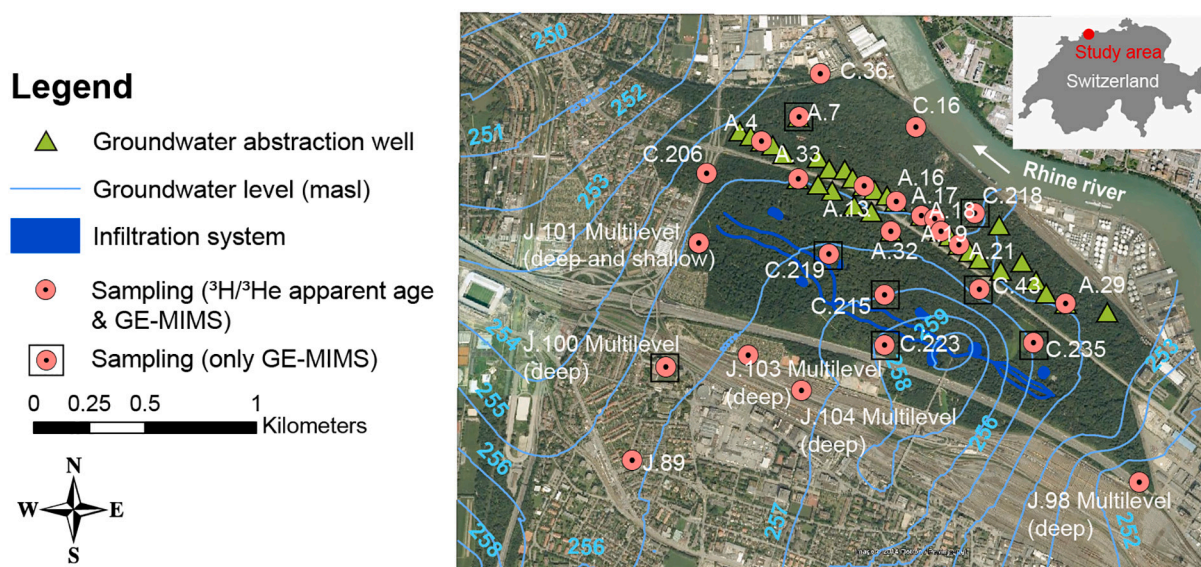 Legend
Groundwater abstraction well
Groundwater level (masl)
Infiltration system
Sampling (³H/³He apparent age
& GE-MIMS)
Sampling (only GE-MIMS)
0 0.25 0.5 1
Kilometers
N
W E
S
250
251
252
253
254
255
256
258
256
257
258
259
256
253
252
C.36
A.7
A.4
C.16
A.33
C.206
A.16
A.17
A.18
C.218
A.13
A.19
A.32
A.21
J.101 Multilevel
(deep and shallow)
C.219
C.215
C.43
A.29
C.223
C.235
J.100 Multilevel
(deep)
J.103 Multilevel
(deep)
J.104 Multilevel
(deep)
J.89
J.98 Multilevel
(deep)
Rhine river
Study area
Switzerland